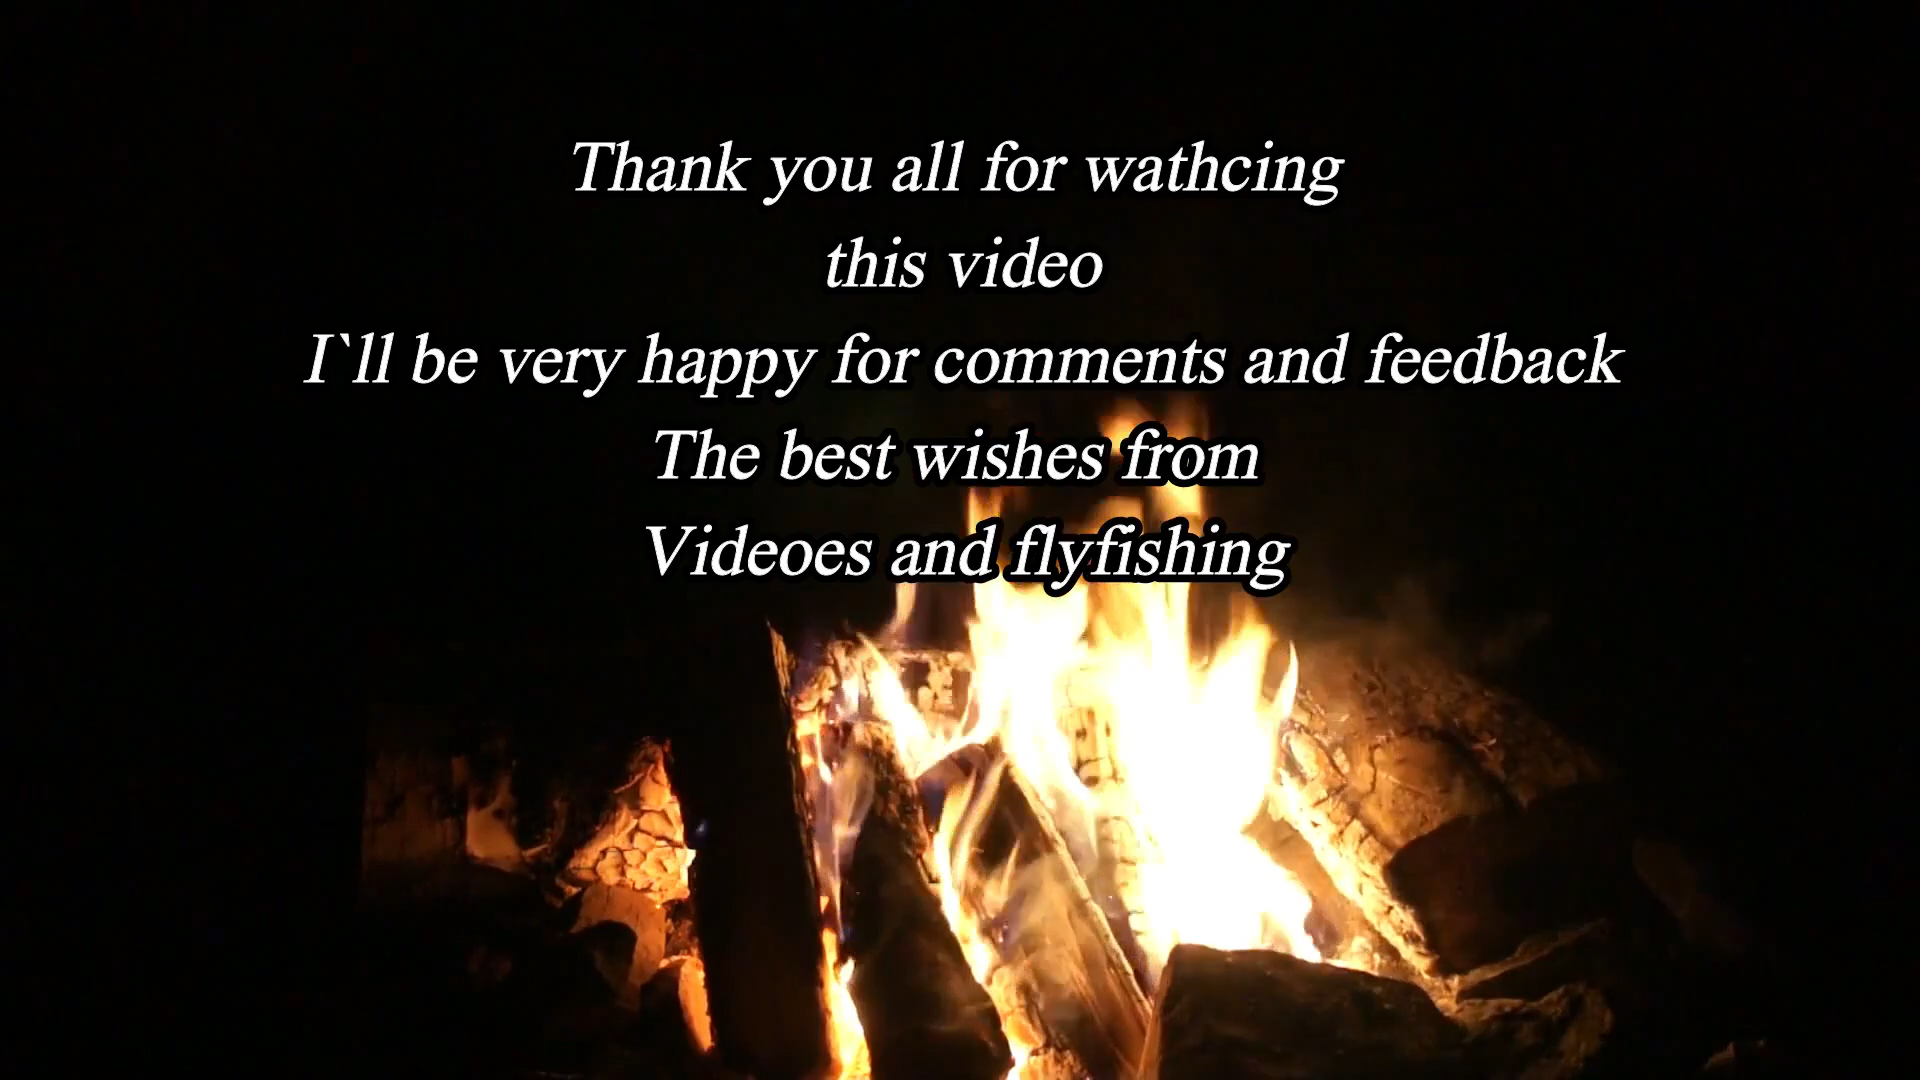 Thank you all for wathcing
this video
I`ll be very happy for comments and feedback
The best wishes from
Videoes and flyfishing